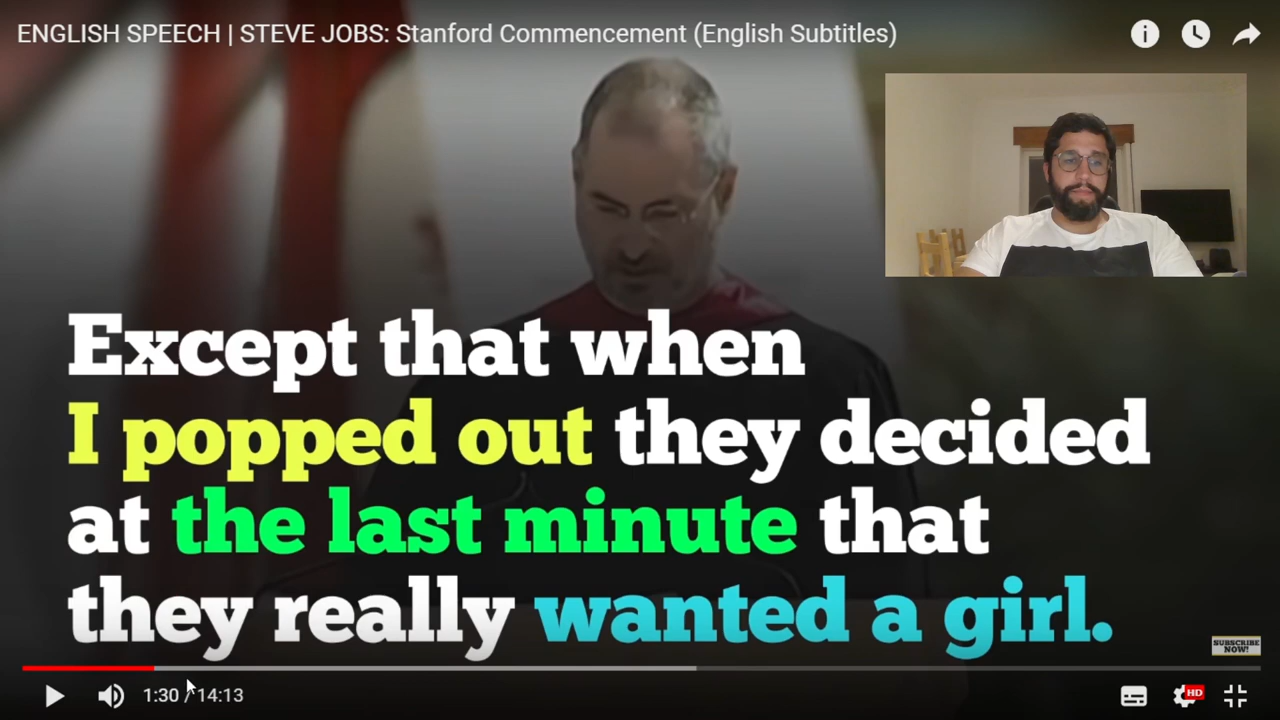 ENGLISH SPEECH | STEVE JOBS: Stanford Commencement (English Subtitles)
Except that when
I popped out they decided
at the last minute that
they really wanted a girl.
SUBSCRIBE
NOW!
1:30 / 14:13
HD